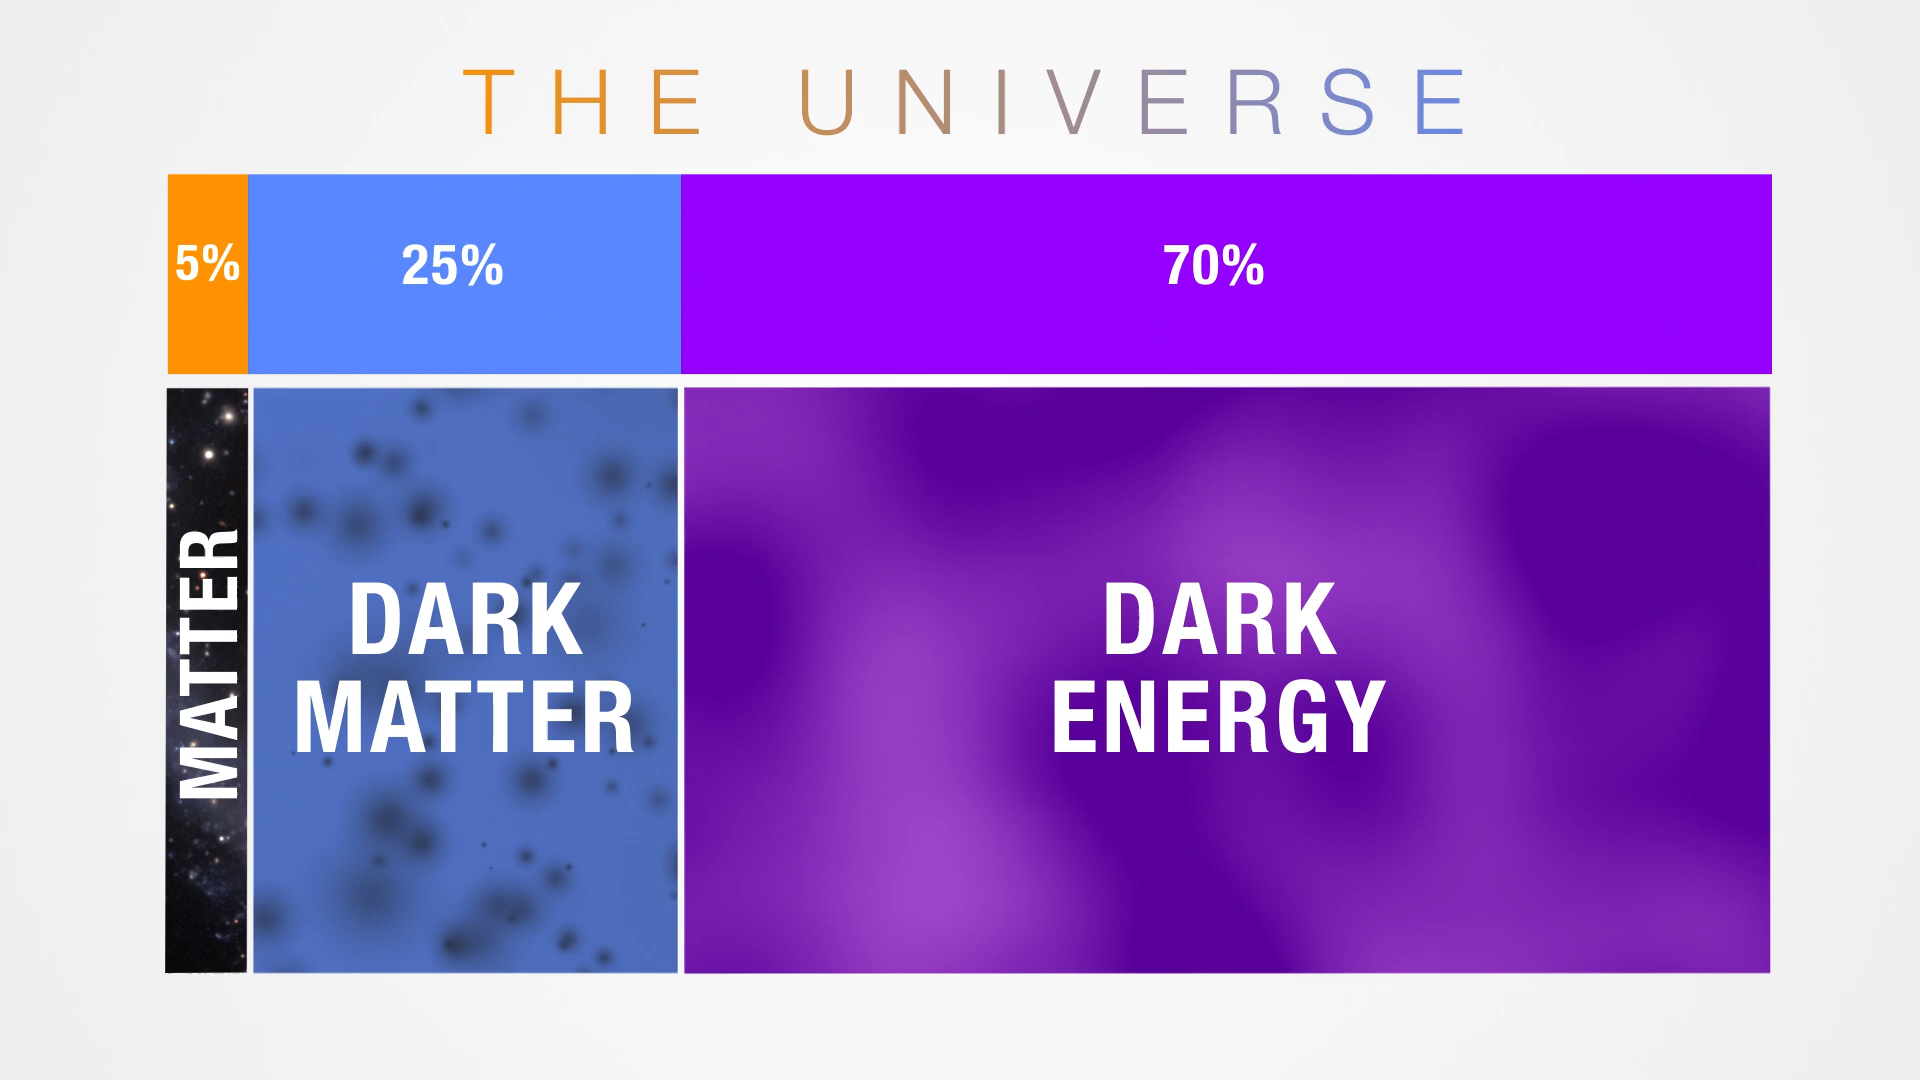 THE UNIVERSE
5%
25%
70%
MATTER
DARK
MATTER
DARK
ENERGY